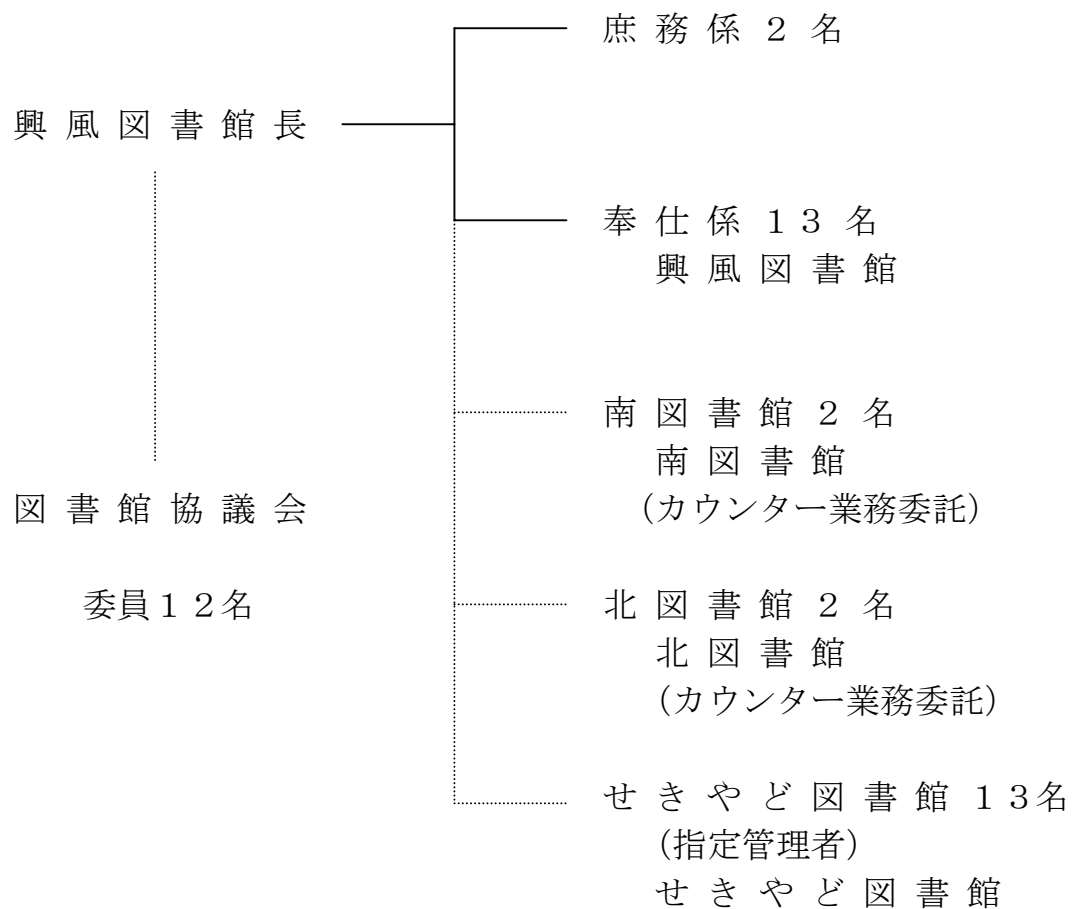 庶務係２名
興風図書館長
奉仕係１３名
興風図書館
南図書館２名
南図書館
（カウンター業務委託）
図書館協議会
委員１２名
北図書館２名
北図書館
（カウンター業務委託）
せきやど図書館１３名
（指定管理者）
せきやど図書館